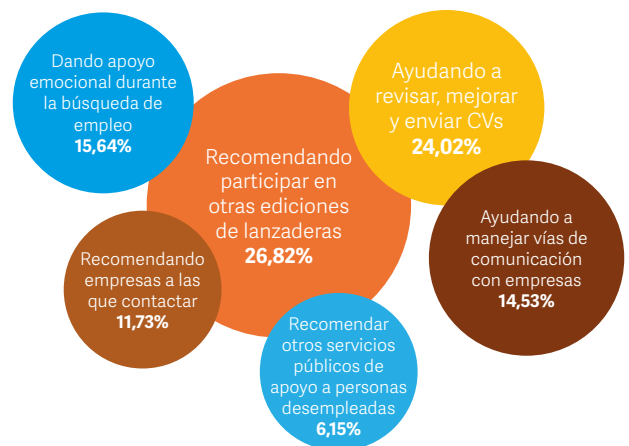 Dando apoyo
emocional durante
la búsqueda de
empleo
15,64%
Ayudando a
revisar, mejorar
y enviar CVs
24,02%
Recomendando
participar en
otras ediciones
de lanzaderas
26,82%
Ayudando a
manejar vías de
comunicación
con empresas
14,53%
Recomendando
empresas a las
que contactar
11,73%
Recomendar
otros servicios
públicos de
apoyo a personas
desempleadas
6,15%